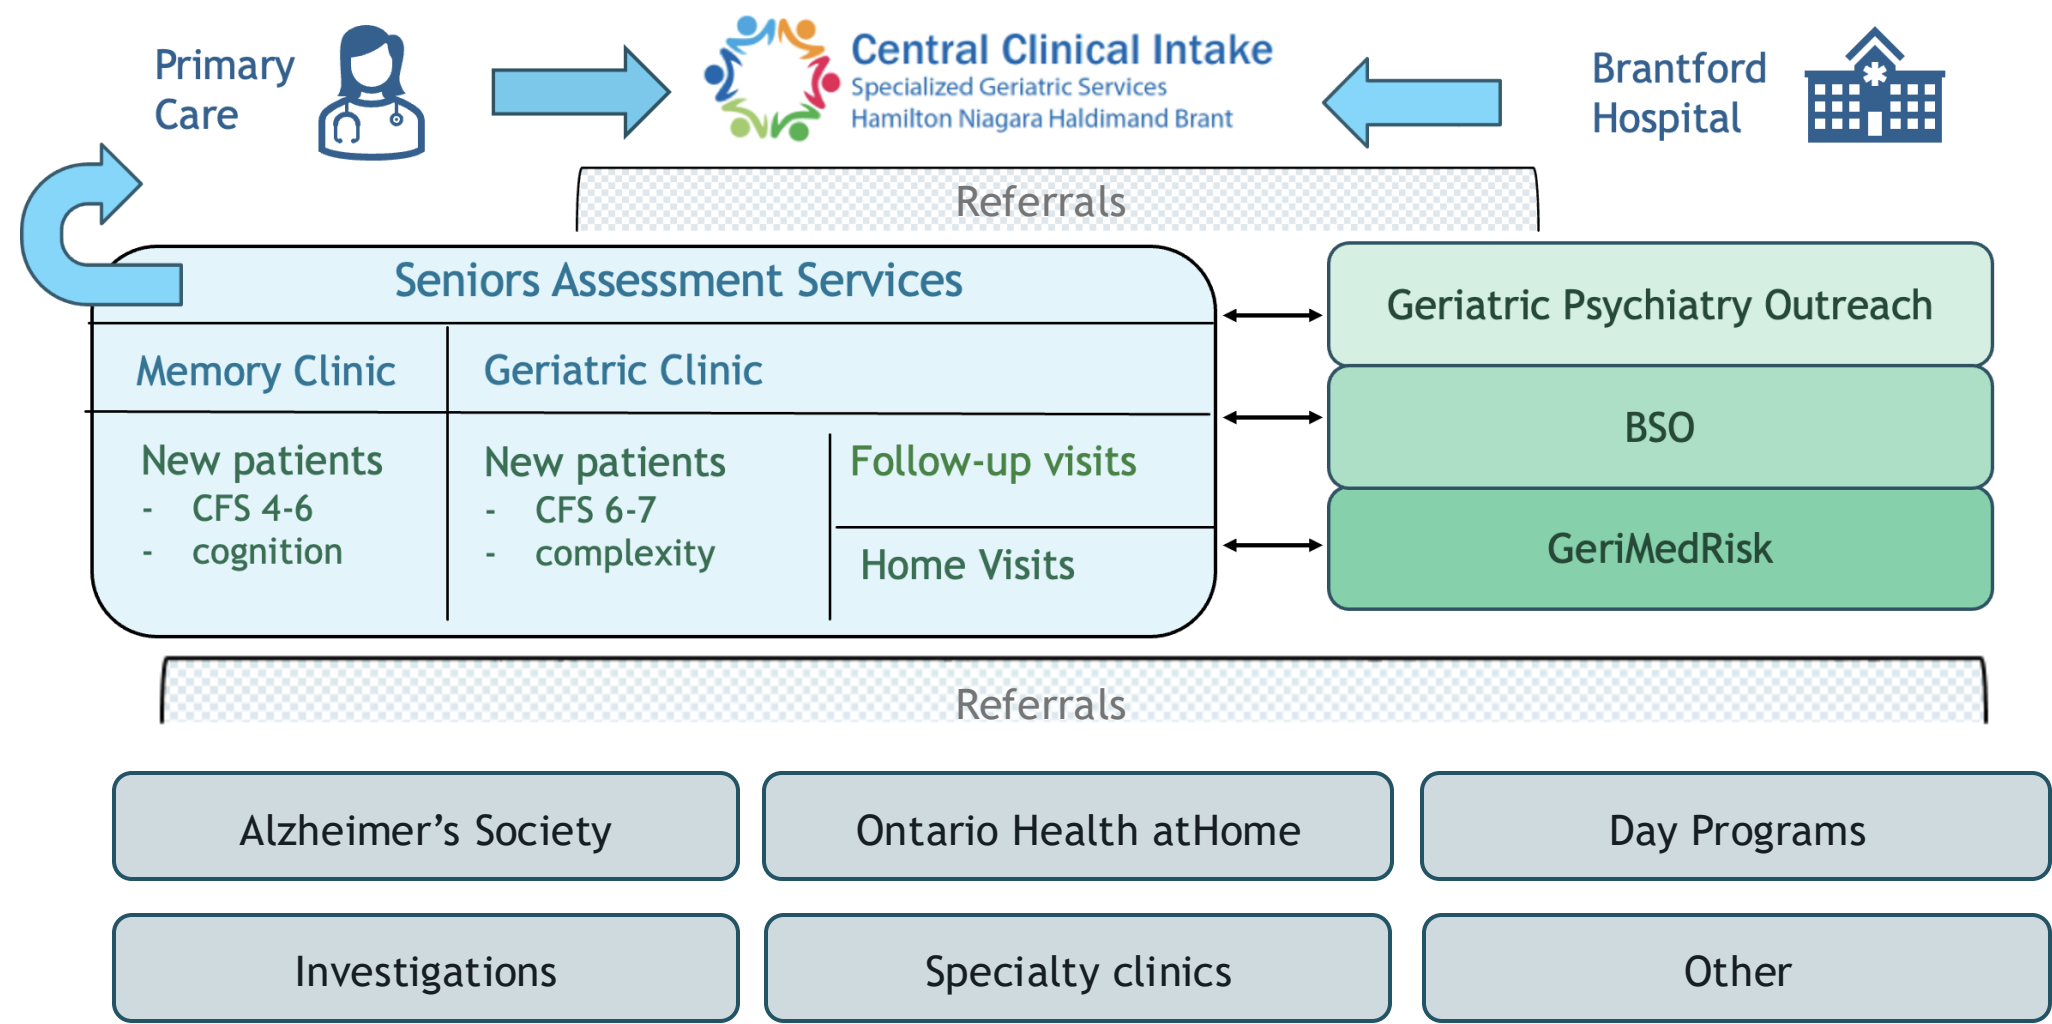 Primary
Care
Central Clinical Intake
Specialized Geriatric Services
Hamilton Niagara Haldimand Brant
Brantford
Hospital
Referrals
Seniors Assessment Services
Memory Clinic
Geriatric Clinic
New patients
- CFS 4-6
- cognition
New patients
- CFS 6-7
- complexity
Follow-up visits
Home Visits
Geriatric Psychiatry Outreach
BSO
GeriMedRisk
Referrals
Alzheimer’s Society
Ontario Health atHome
Day Programs
Investigations
Specialty clinics
Other